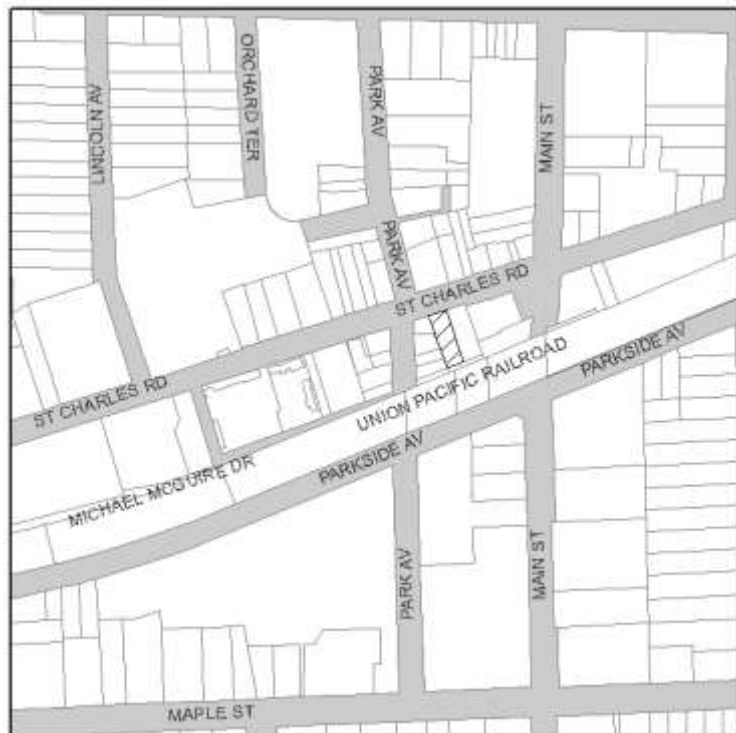 LINCOLN AV
ORCHARD TER
PARK AV
MAIN ST
PARK AV
ST CHARLES RD
ST CHARLES RD
UNION PACIFIC RAILROAD
PARKSIDE AV
MICHAEL MCGUIRE DR
PARKSIDE AV
PARK AV
MAIN ST
MAPLE ST